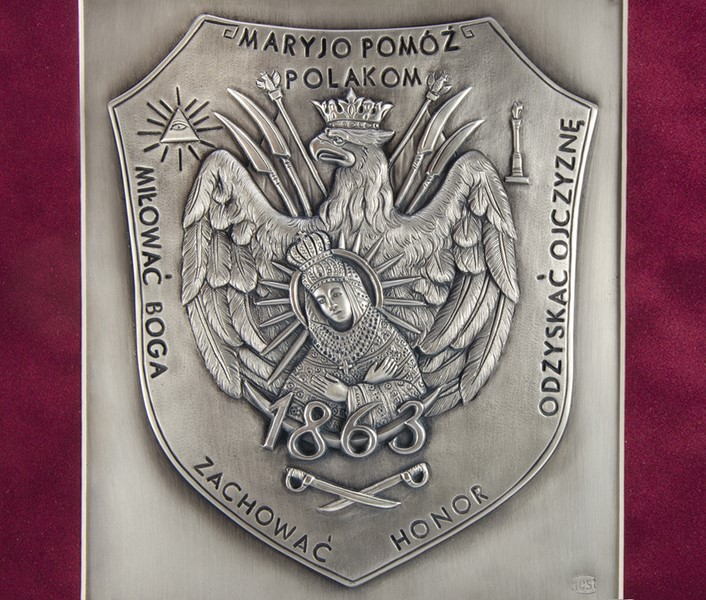 MARYJO POMÓŻ
POLAKOM
MIŁOWAĆ BOGA
ZACHOWAĆ HONOR
ODZYSKAĆ OJCZYZNĘ
1863